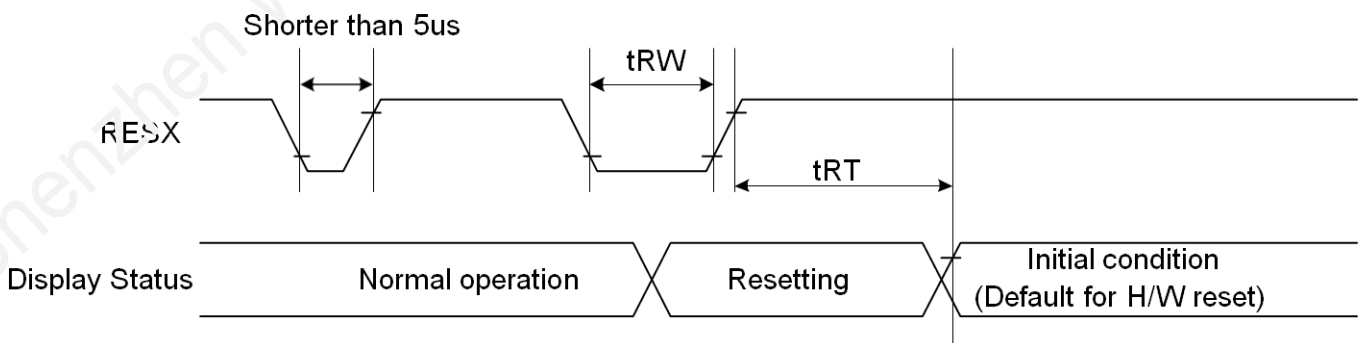 Shorter than 5us
tRW
RESX
tRT
Display Status
Normal operation
Resetting
Initial condition
(Default for H/W reset)